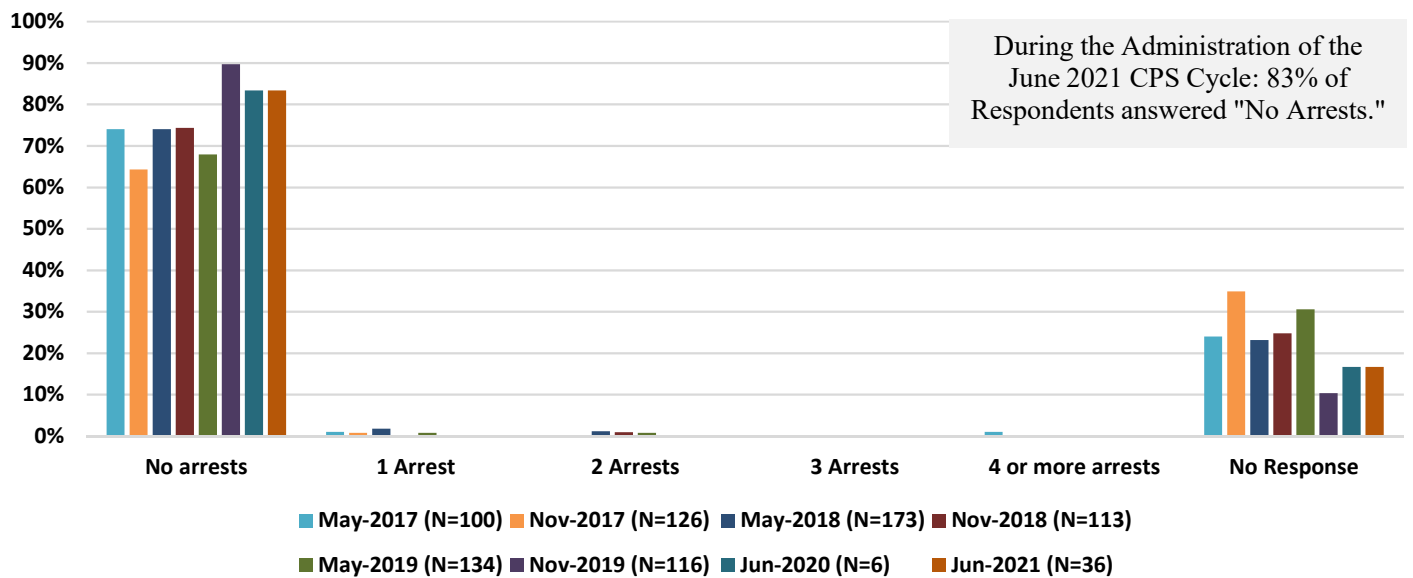 100%
90%
80%
70%
60%
50%
40%
30%
20%
10%
0%
During the Administration of the
June 2021 CPS Cycle: 83% of
Respondents answered "No Arrests."
No arrests
1 Arrest
2 Arrests
3 Arrests
4 or more arrests
No Response
May-2017 (N=100)
Nov-2017 (N=126)
May-2018 (N=173)
Nov-2018 (N=113)
May-2019 (N=134)
Nov-2019 (N=116)
Jun-2020 (N=6)
Jun-2021 (N=36)